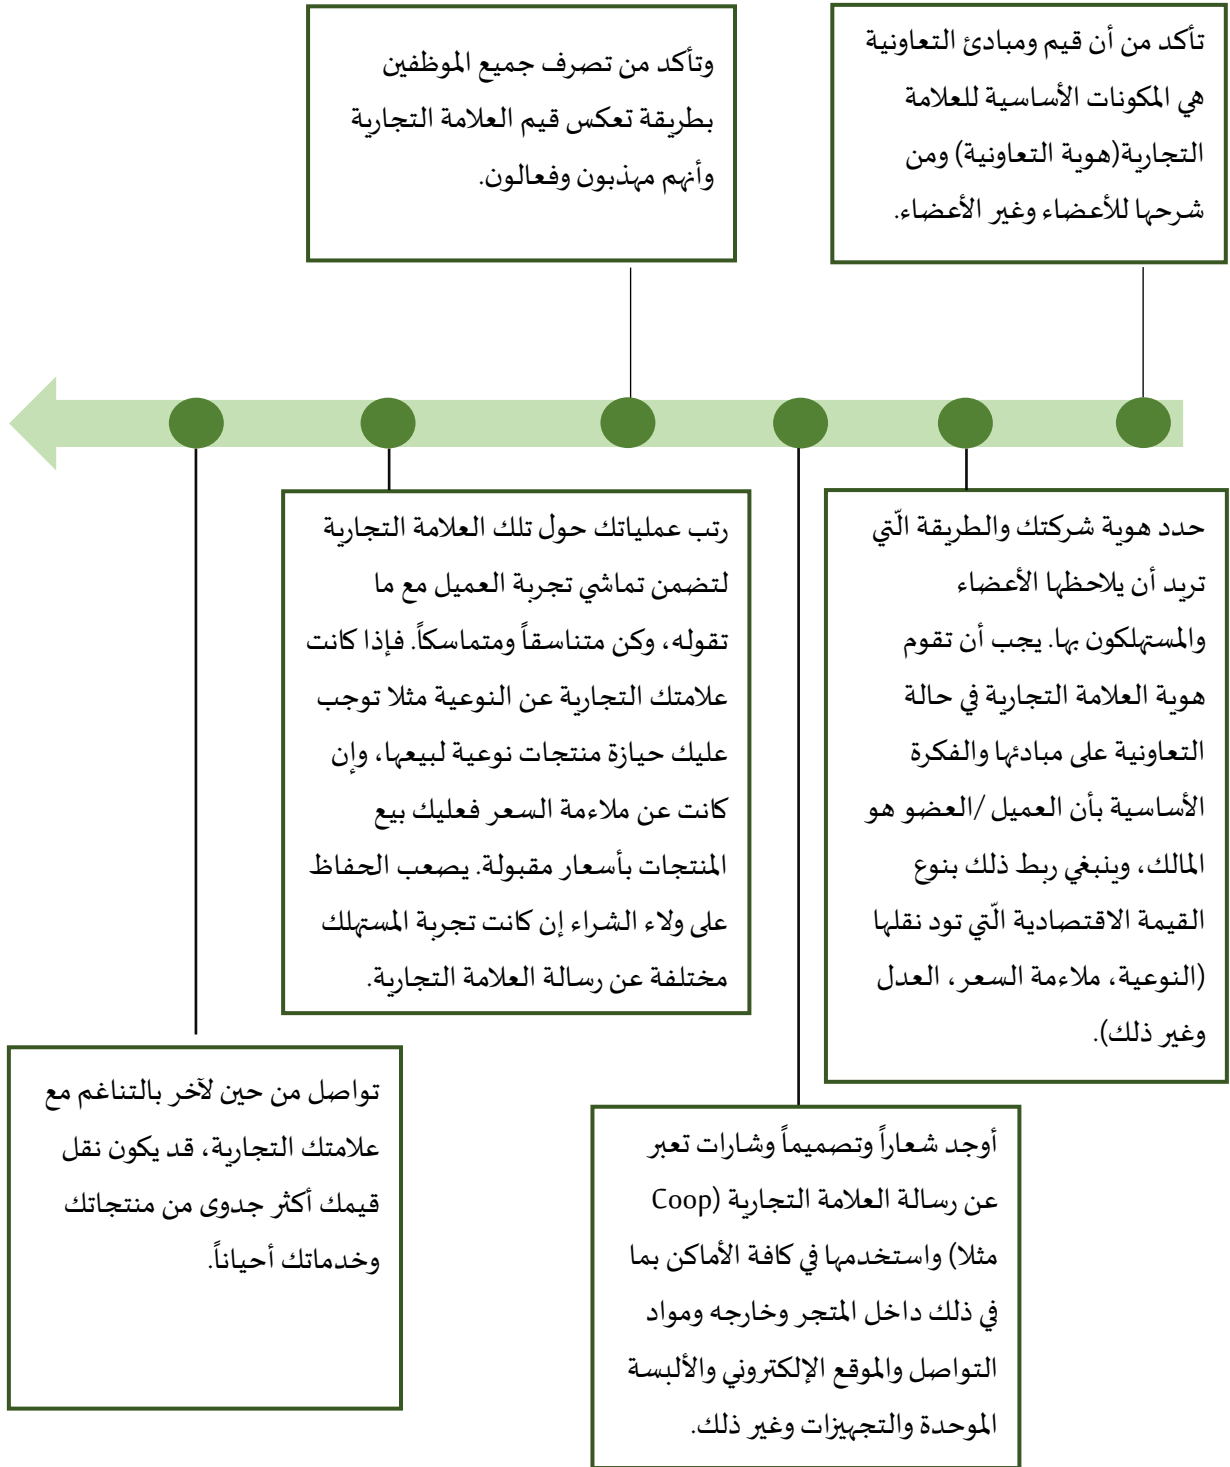 تأكد من أن قيم ومبادئ التعاونية
هي المكونات الأساسية للعلامة
التجارية(هوية التعاونية) ومن
شرحها للأعضاء وغير الأعضاء.
حدد هوية شركتك والطريقة الّتي
تريد أن يلاحظها الأعضاء
والمستهلكون بها. يجب أن تقوم
هوية العلامة التجارية في حالة
التعاونية على مبادئها والفكرة
الأساسية بأن العميل /العضو هو
المالك، وينبغي ربط ذلك بنوع
القيمة الاقتصادية الّتي تود نقلها
(النوعية، ملاءمة السعر، العدل
وغير ذلك).
أوجد شعاراً وتصميماً وشارات تعبر
عن رسالة العلامة التجارية (Coop
مثلا) واستخدمها في كافة الأماكن بما
في ذلك داخل المتجر وخارجه ومواد
التواصل والموقع الإلكتروني والألبسة
الموحدة والتجهيزات وغير ذلك.
وتأكد من تصرف جميع الموظفين
بطريقة تعكس قيم العلامة التجارية
وأنهم مهذبون وفعالون.
رتب عملياتك حول تلك العلامة التجارية
لتضمن تماشي تجربة العميل مع ما
تقوله، وكن متناسقاً ومتماسكاً. فإذا كانت
علامتك التجارية عن النوعية مثلا توجب
عليك حيازة منتجات نوعية لبيعها، وإن
كانت عن ملاءمة السعر فعليك بيع
المنتجات بأسعار مقبولة. يصعب الحفاظ
على ولاء الشراء إن كانت تجربة المستهلك
مختلفة عن رسالة العلامة التجارية.
تواصل من حين لآخر بالتناغم مع
علامتك التجارية، قد يكون نقل
قيمك أكثر جدوى من منتجاتك
وخدماتك أحياناً.